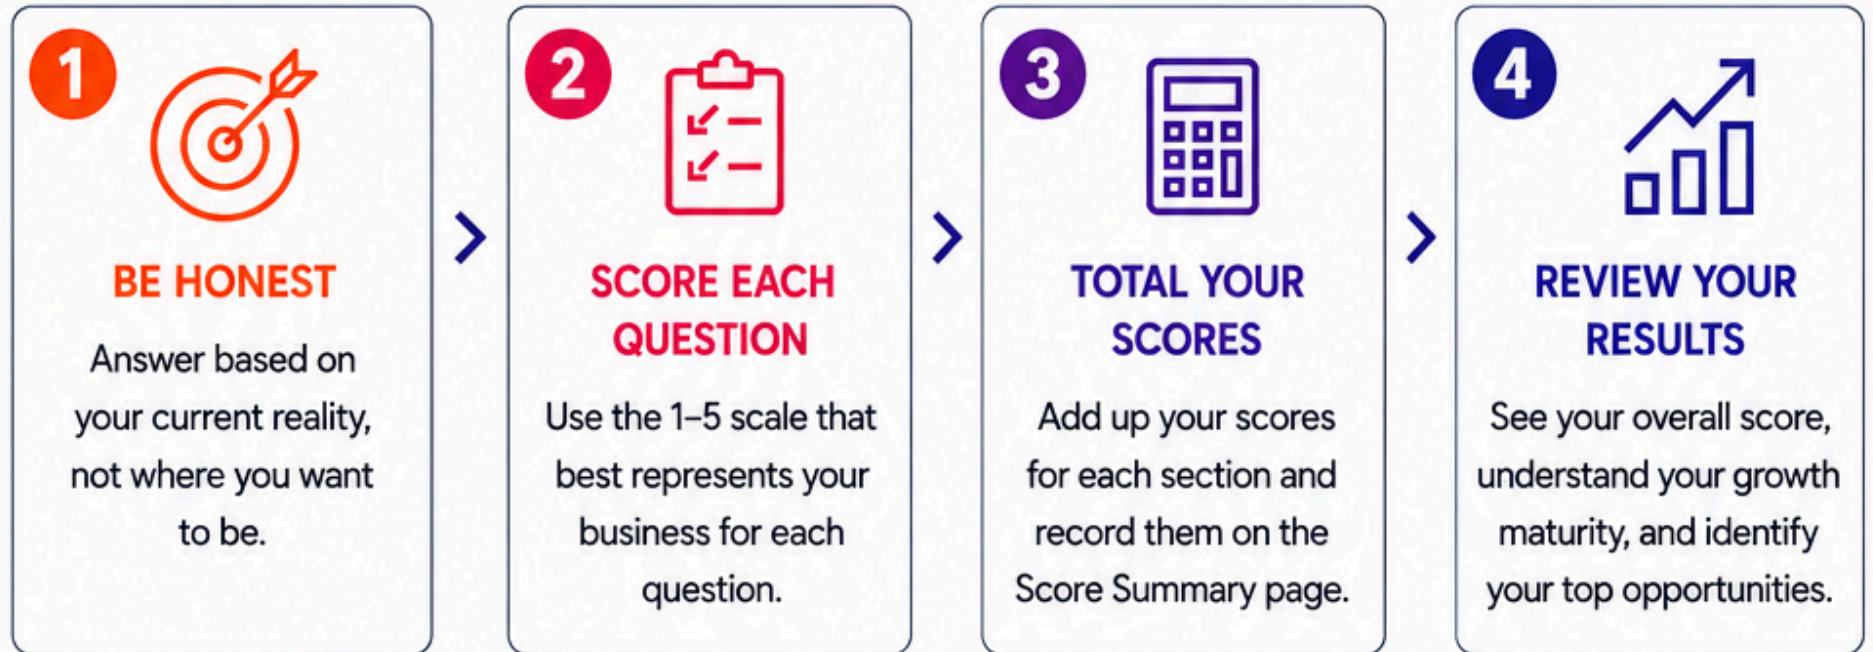 1
BE HONEST
Answer based on
your current reality,
not where you want
to be.
2
SCORE EACH
QUESTION
Use the 1–5 scale that
best represents your
business for each
question.
3
TOTAL YOUR
SCORES
Add up your scores
for each section and
record them on the
Score Summary page.
4
REVIEW YOUR
RESULTS
See your overall score,
understand your growth
maturity, and identify
your top opportunities.